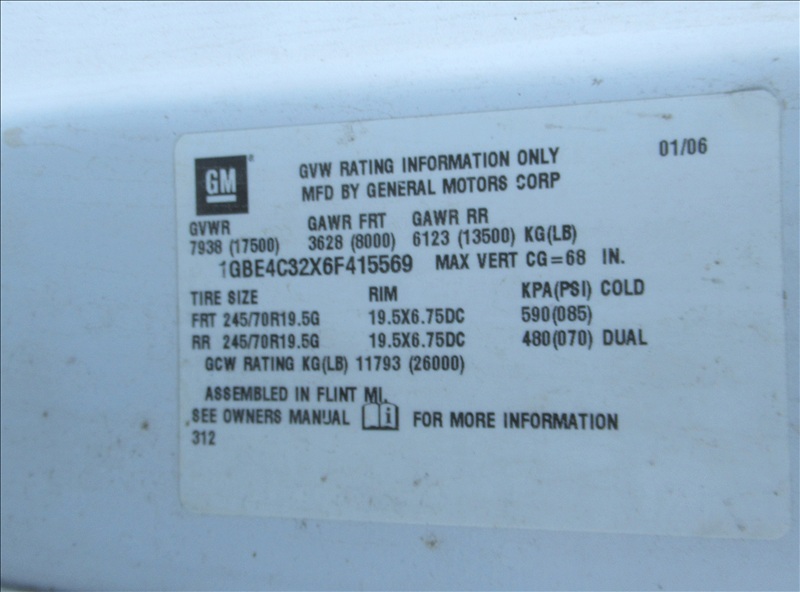 GM
GVW RATING INFORMATION ONLY
01/06
MFD BY GENERAL MOTORS CORP
GVWR GAWR FRT GAWR RR
7938 (17500) 3628 (8000) 6123 (13500) KG(LB)
1GBE4C32X6F415569 MAX VERT CG=68 IN.
TIRE SIZE RIM KPA(PSI) COLD
FRT 245/70R19.5G 19.5X6.75DC 590(085)
RR 245/70R19.5G 19.5X6.75DC 480(070) DUAL
GCW RATING KG(LB) 11793 (26000)
ASSEMBLED IN FLINT MI.
SEE OWNERS MANUAL i FOR MORE INFORMATION
312